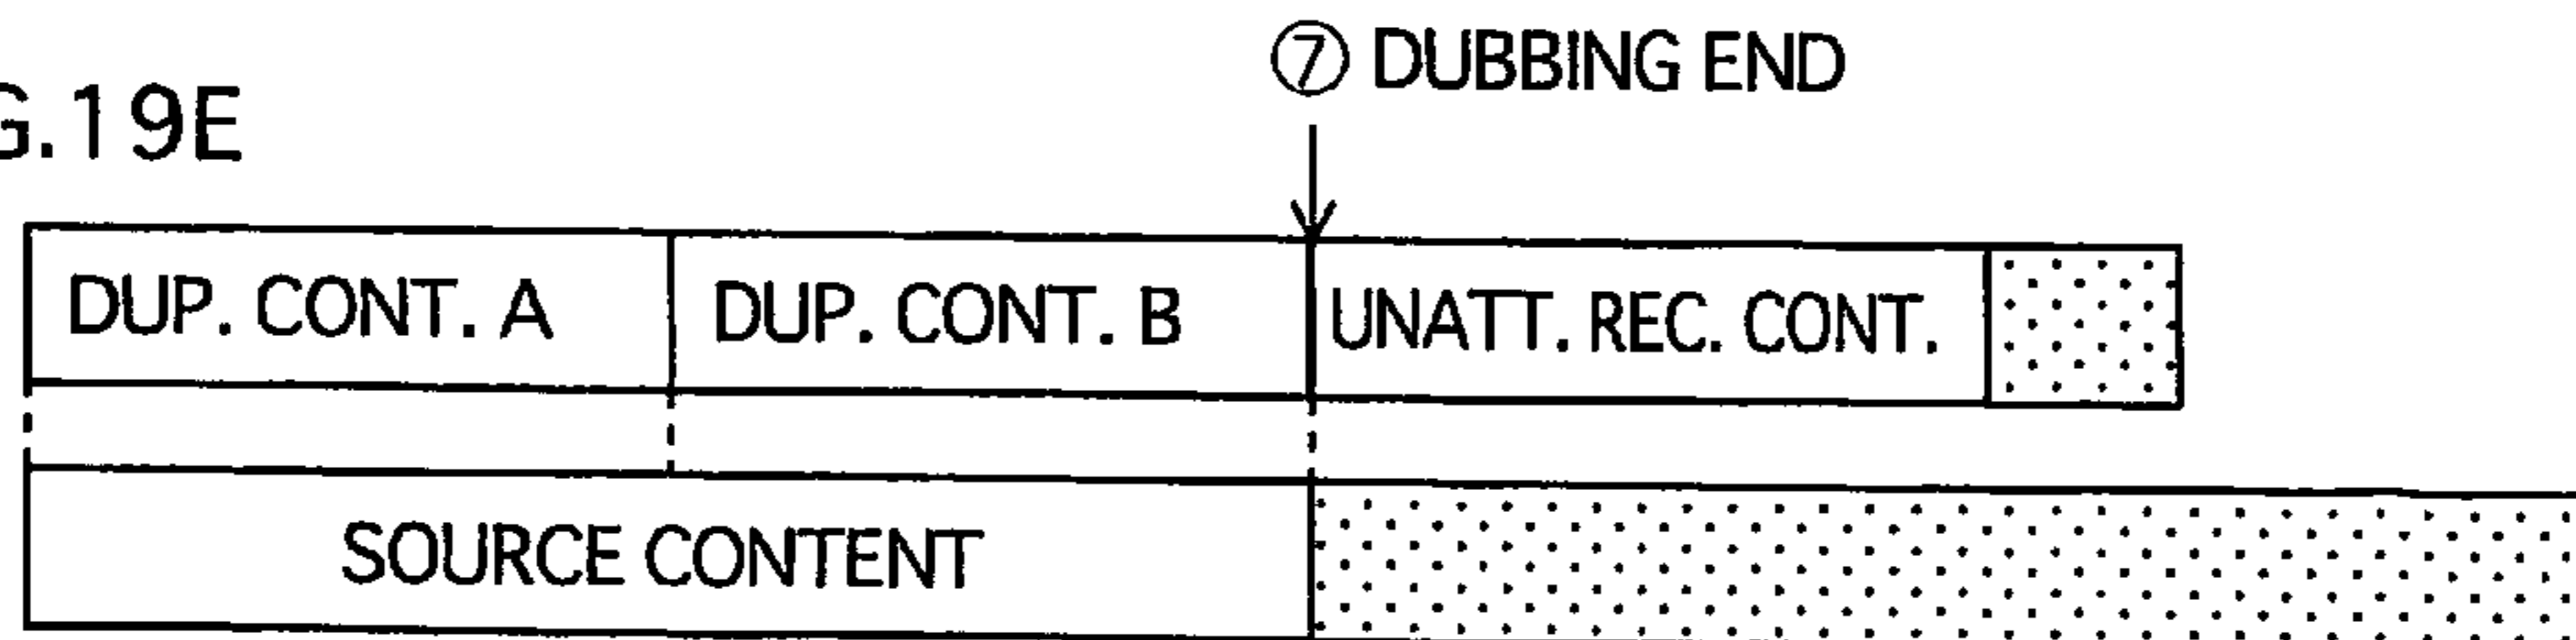 ⑦ DUBBING END
G.19E
DUP. CONT. A
DUP. CONT. B
UNATT. REC. CONT.
SOURCE CONTENT